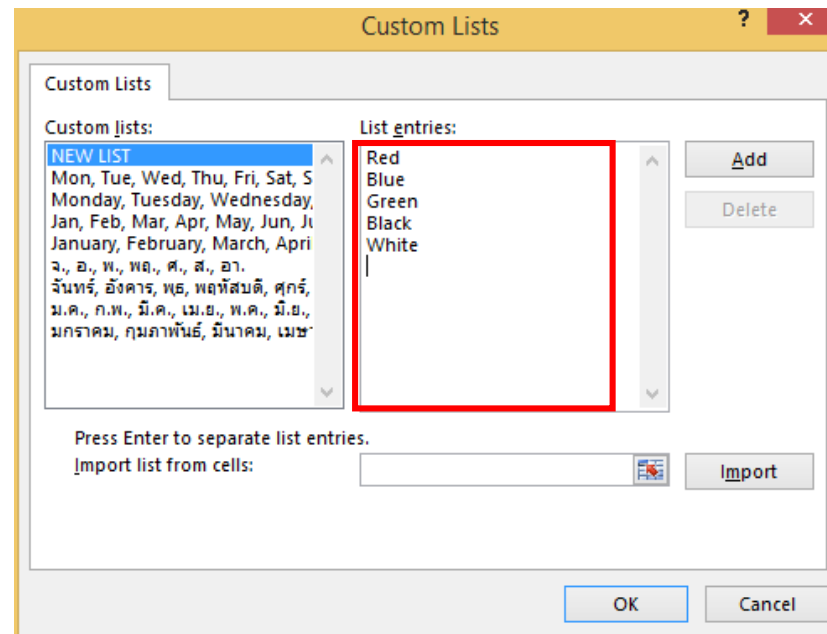 Custom Lists
?
Custom Lists
Custom lists:
NEW LIST
Mon, Tue, Wed, Thu, Fri, Sat, S
Monday, Tuesday, Wednesday,
Jan, Feb, Mar, Apr, May, Jun, Ju
January, February, March, Apri
จ., อ., พ., พฤ., ศ., ส., อา.
จันทร์, อังคาร, พุธ, พฤหัสบดี, ศุกร์,
ม.ค., ก.พ., มี.ค., เม.ย., พ.ค., มิ.ย.,
มกราคม, กุมภาพันธ์, มีนาคม, เมษา
List entries:
Red
Blue
Green
Black
White
Add
Delete
Press Enter to separate list entries.
Import list from cells:
Import
OK
Cancel